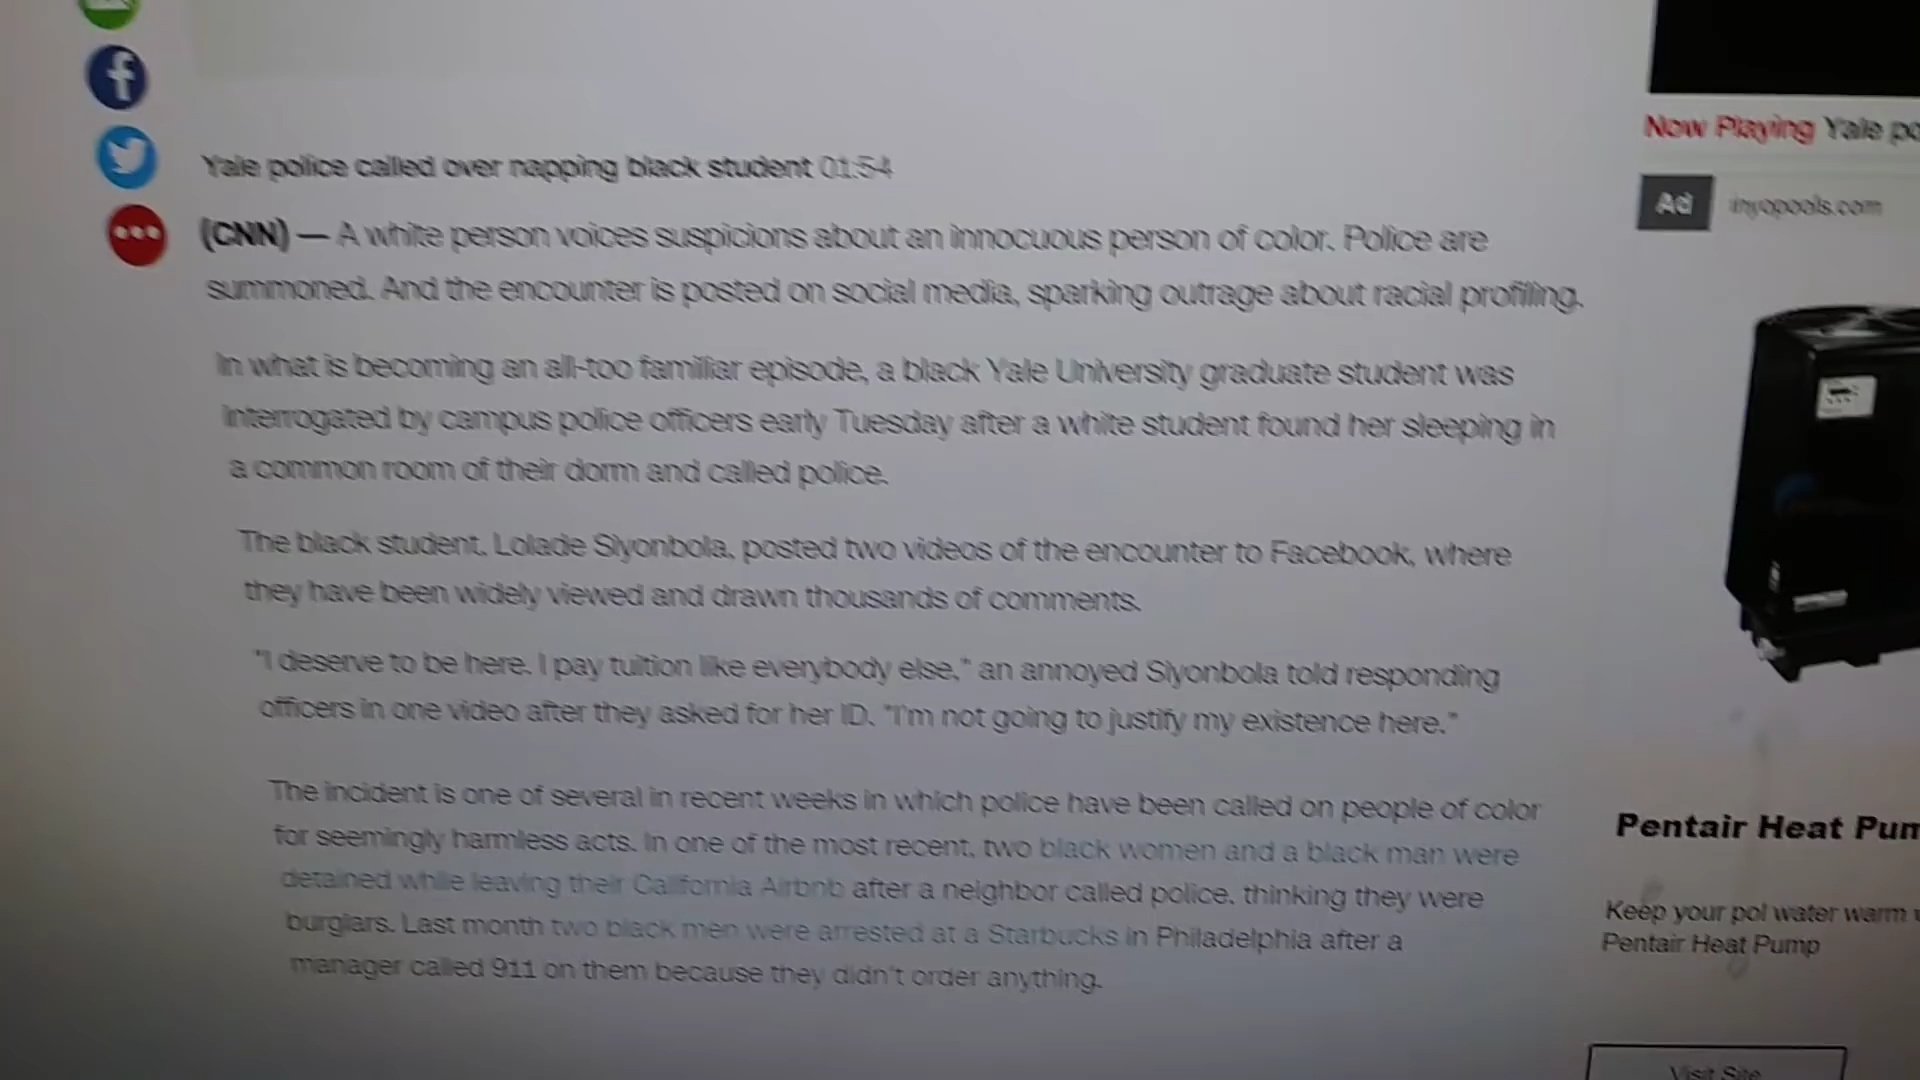 Yale police called over napping black student 01:54
(CNN) — A white person voices suspicions about an innocuous person of color. Police are
summoned. And the encounter is posted on social media, sparking outrage about racial profiling.
In what is becoming an all-too familiar episode, a black Yale University graduate student was
interrogated by campus police officers early Tuesday after a white student found her sleeping in
a common room of their dorm and called police.
The black student, Lolade Siyonbola, posted two videos of the encounter to Facebook, where
they have been widely viewed and drawn thousands of comments.
"I deserve to be here. I pay tuition like everybody else," an annoyed Siyonbola told responding
officers in one video after they asked for her ID. "I'm not going to justify my existence here."
The incident is one of several in recent weeks in which police have been called on people of color
for seemingly harmless acts. In one of the most recent, two black women and a black man were
detained while leaving their California Airbnb after a neighbor called police, thinking they were
burglars. Last month two black men were arrested at a Starbucks in Philadelphia after a
manager called 911 on them because they didn't order anything.
Now Playing Yale po
Ad inyopools.com
Pentair Heat Pum
Keep your pol water warm
Pentair Heat Pump
Visit Site